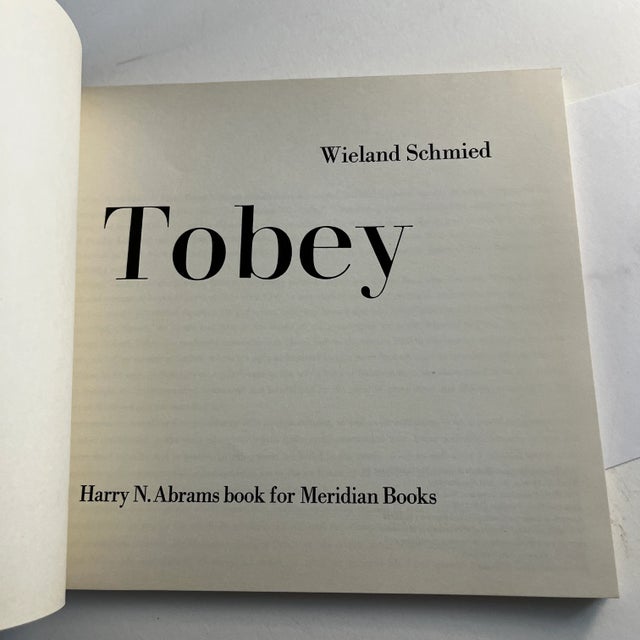 Wieland Schmied
Tobey
Harry N. Abrams book for Meridian Books